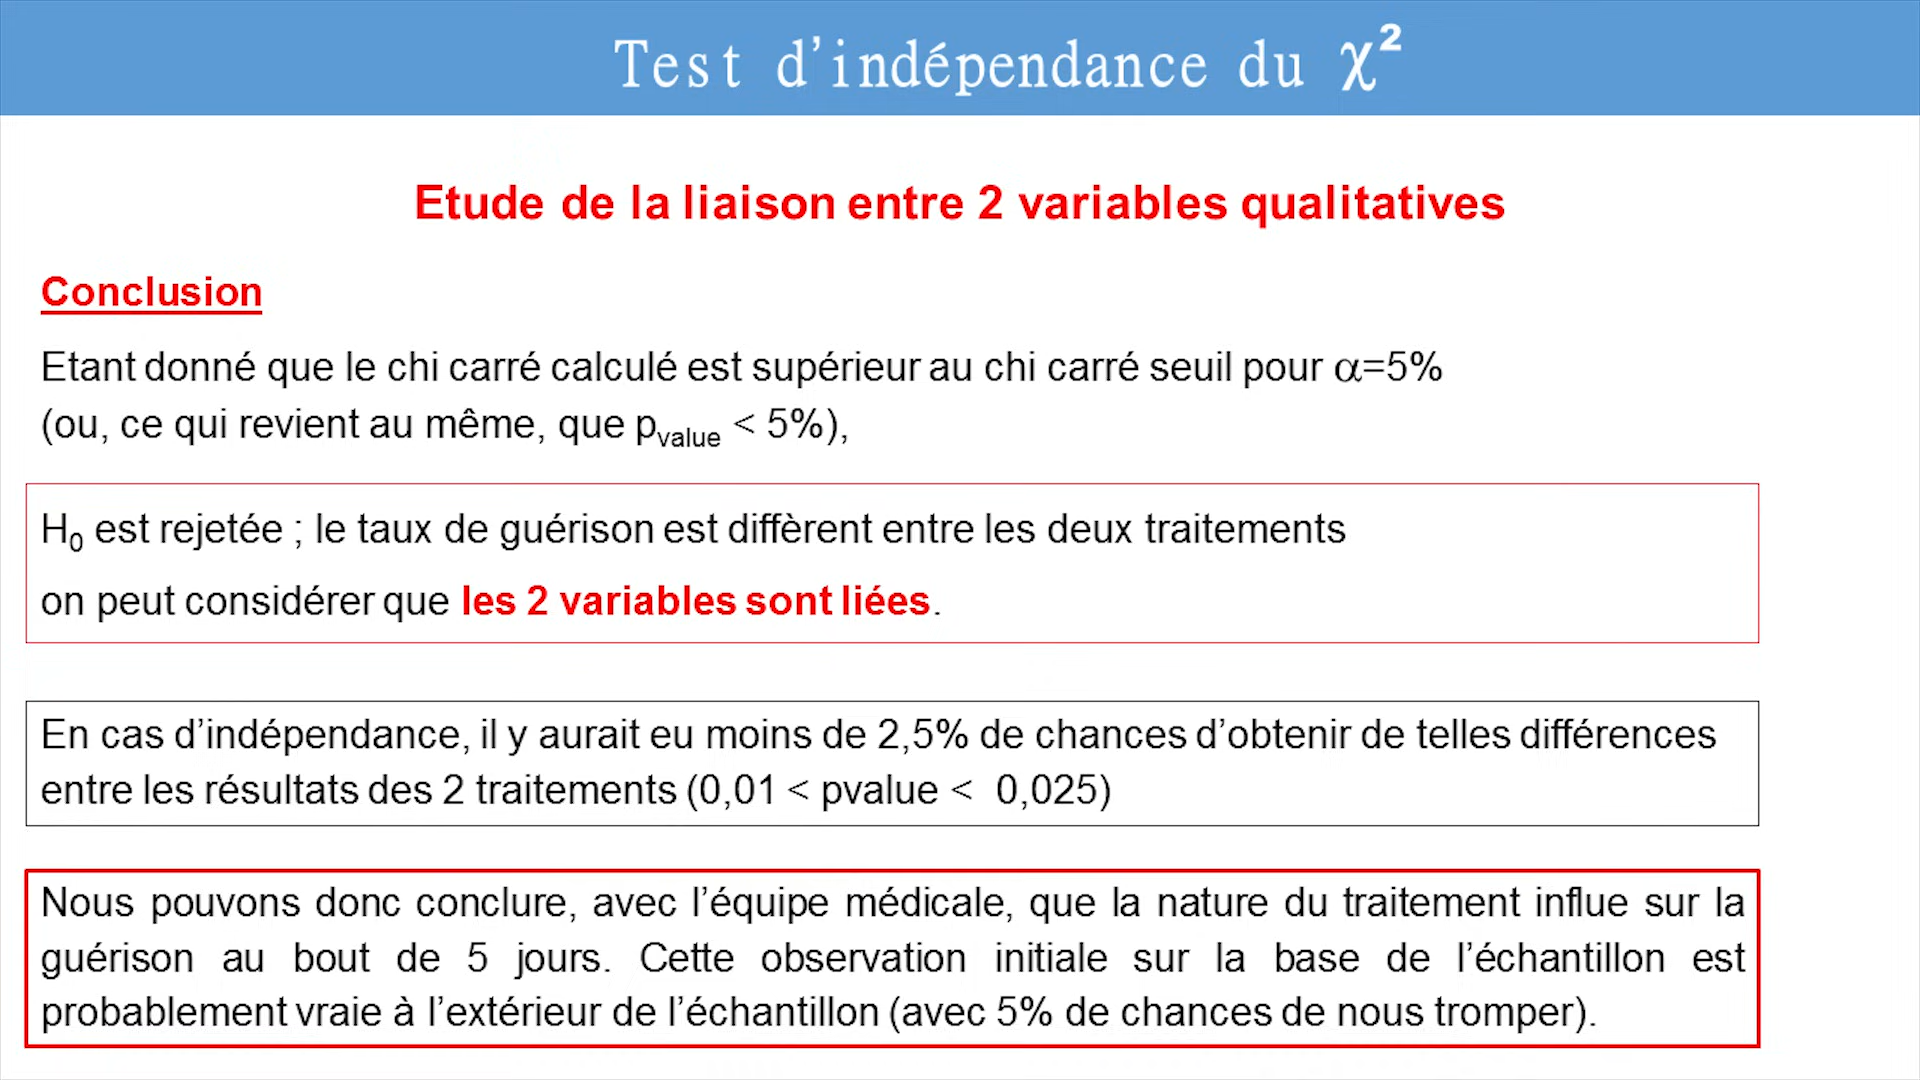 Test d'indépendance du χ²
Etude de la liaison entre 2 variables qualitatives
Conclusion
Etant donné que le chi carré calculé est supérieur au chi carré seuil pour α=5%
(ou, ce qui revient au même, que pvalue < 5%),
H0 est rejetée ; le taux de guérison est diffèrent entre les deux traitements
on peut considérer que les 2 variables sont liées.
En cas d’indépendance, il y aurait eu moins de 2,5% de chances d’obtenir de telles différences
entre les résultats des 2 traitements (0,01 < pvalue < 0,025)
Nous pouvons donc conclure, avec l’équipe médicale, que la nature du traitement influe sur la
guérison au bout de 5 jours. Cette observation initiale sur la base de l’échantillon est
probablement vraie à l’extérieur de l’échantillon (avec 5% de chances de nous tromper).